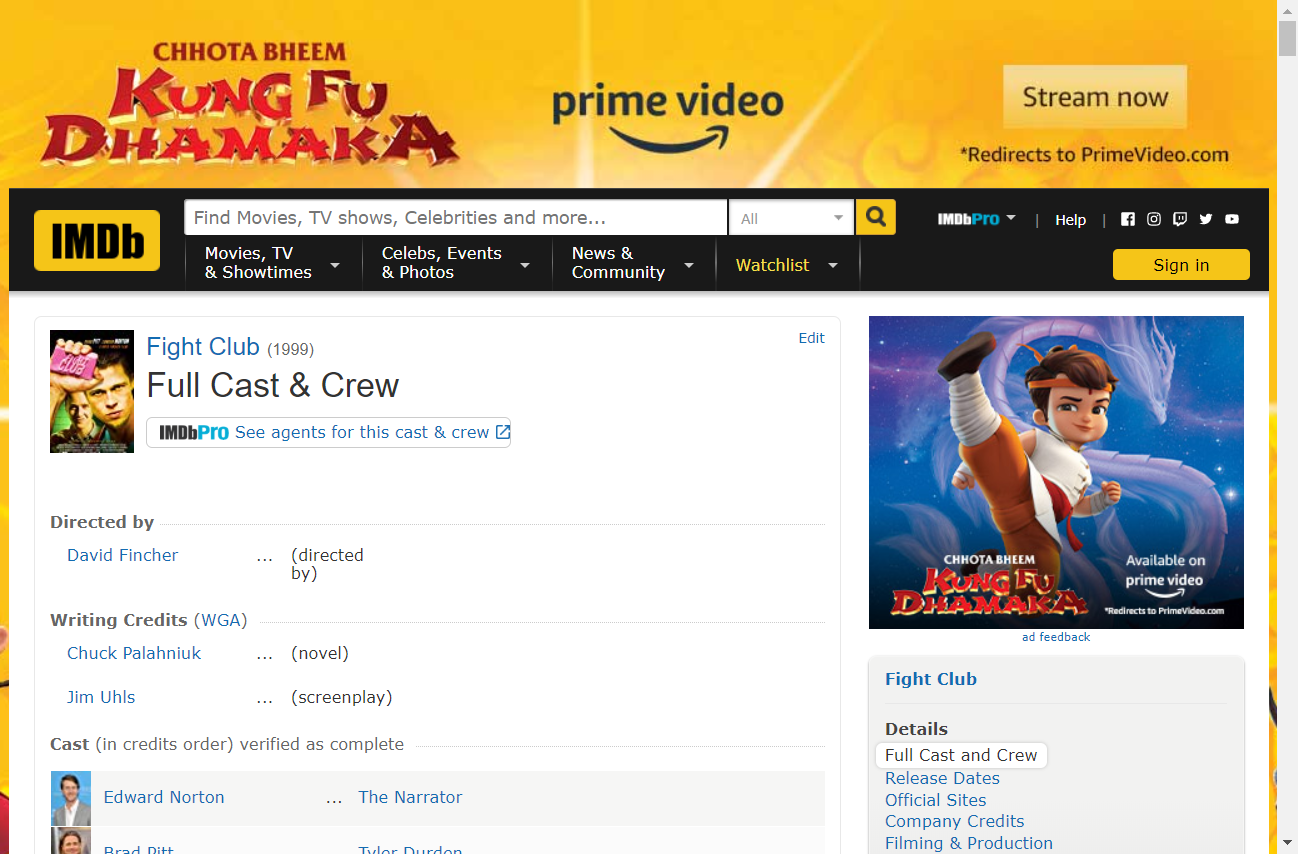 CHHOTA BHEEM
KUNG FU
DHAMAKA
prime video
Stream now
*Redirects to PrimeVideo.com
IMDb
Find Movies, TV shows, Celebrities and more...
All
IMDbPro
|
Help
|
Movies, TV
& Showtimes
Celebs, Events
& Photos
News &
Community
Watchlist
Sign in
Fight Club (1999)
Edit
Full Cast & Crew
IMDbPro See agents for this cast & crew
Directed by
David Fincher ... (directed
by)
Writing Credits (WGA)
Chuck Palahniuk ... (novel)
Jim Uhls ... (screenplay)
Cast (in credits order) verified as complete
Edward Norton ... The Narrator
Brad Pitt Tyler Durden
CHHOTA BHEEM
KUNG FU
DHAMAKA
Available on
prime video
*Redirects to PrimeVideo.com
ad feedback
Fight Club
Details
Full Cast and Crew
Release Dates
Official Sites
Company Credits
Filming & Production